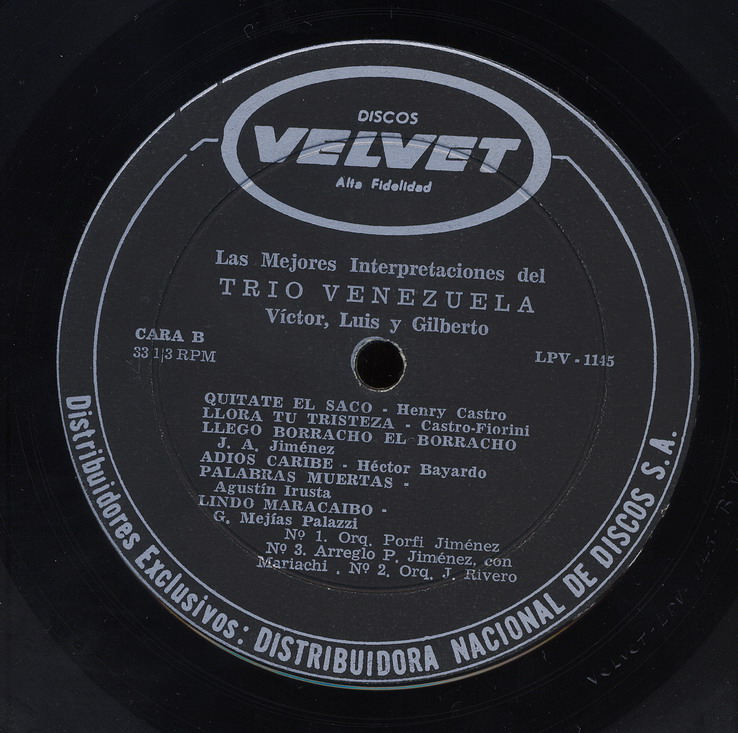 DISCOS
VELVET
Alta Fidelidad
Las Mejores Interpretaciones del
TRIO VENEZUELA
Víctor, Luis y Gilberto
CARA B
33 1/3 RPM
LPV - 1145
QUITATE EL SACO - Henry Castro
LLORA TU TRISTEZA - Castro-Fiorini
LLEGO BORRACHO EL BORRACHO
J. A. Jiménez
ADIOS CARIBE - Héctor Bayardo
PALABRAS MUERTAS -
Agustín Irusta
LINDO MARACAIBO -
G. Mejías Palazzi
Nº 1. Orq. Porfi Jiménez
Nº 3. Arreglo P. Jiménez, con
Mariachi . Nº 2. Orq. J. Rivero
Distribuidores Exclusivos: DISTRIBUIDORA NACIONAL DE DISCOS S.A.